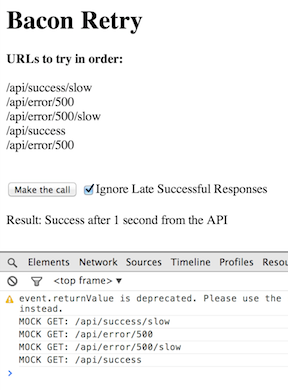 Bacon Retry
URLs to try in order:
/api/success/slow
/api/error/500
/api/error/500/slow
/api/success
/api/error/500
Make the call Ignore Late Successful Responses
Result: Success after 1 second from the API
Elements Network Sources Timeline Profiles Resou
<top frame> ▼
event.returnValue is deprecated. Please use the
instead.
MOCK GET: /api/success/slow
MOCK GET: /api/error/500
MOCK GET: /api/error/500/slow
MOCK GET: /api/success
>